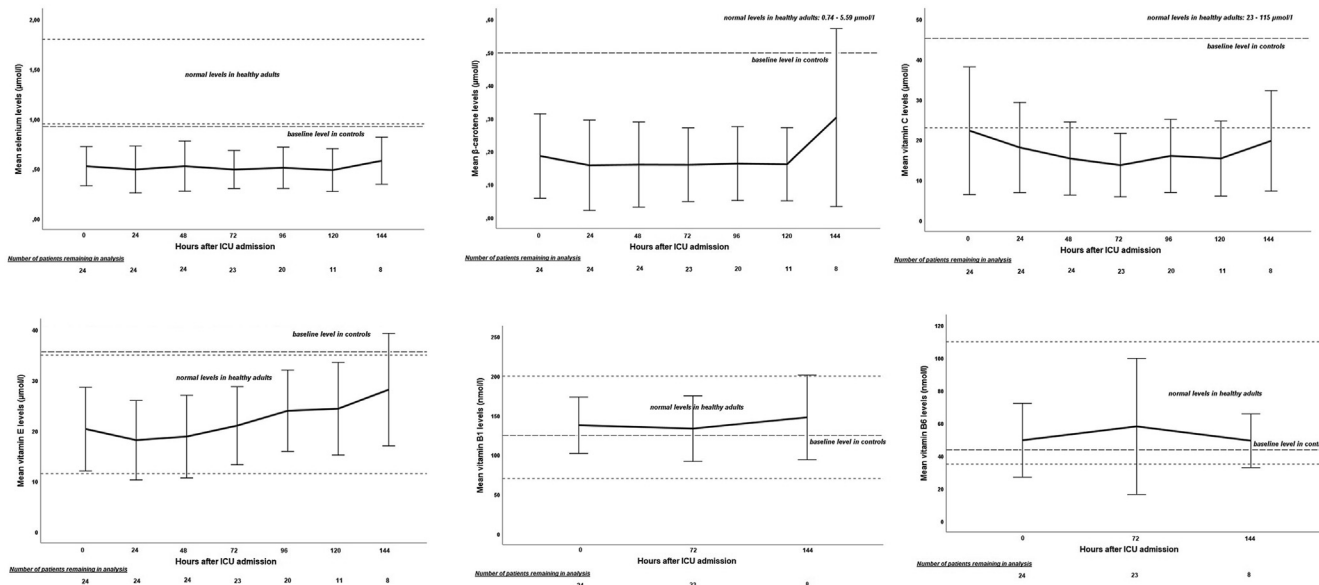 Mean selenium levels (µmol/l)
2,00
1,50
1,00
,50
,00
normal levels in healthy adults
baseline level in controls
0 24 48 72 96 120 144
Hours after ICU admission
Number of patients remaining in analysis
24 24 24 23 20 11 8
Mean β-carotene levels (µmol/l)
normal levels in healthy adults: 0.74 - 5.59 µmol/l
,60
,50
,40
,30
,20
,10
,00
baseline level in controls
0 24 48 72 96 120 144
Hours after ICU admission
Number of patients remaining in analysis
24 24 24 23 20 11 8
Mean vitamin C levels (µmol/l)
normal levels in healthy adults: 23 - 115 µmol/l
50
40
30
20
10
0
baseline level in controls
0 24 48 72 96 120 144
Hours after ICU admission
Number of patients remaining in analysis
24 24 24 23 20 11 8
Mean vitamin E levels (µmol/l)
40
30
20
10
0
baseline level in controls
normal levels in healthy adults
0 24 48 72 96 120 144
Hours after ICU admission
Number of patients remaining in analysis
24 24 24 23 20 11 8
Mean vitamin B1 levels (nmol/l)
250
200
150
100
50
0
normal levels in healthy adults
baseline level in controls
0 72 144
Hours after ICU admission
Number of patients remaining in analysis
24 23 8
Mean vitamin B6 levels (nmol/l)
120
100
80
60
40
20
0
normal levels in healthy adults
baseline level in contr
0 72 144
Hours after ICU admission
Number of patients remaining in analysis
24 23 8